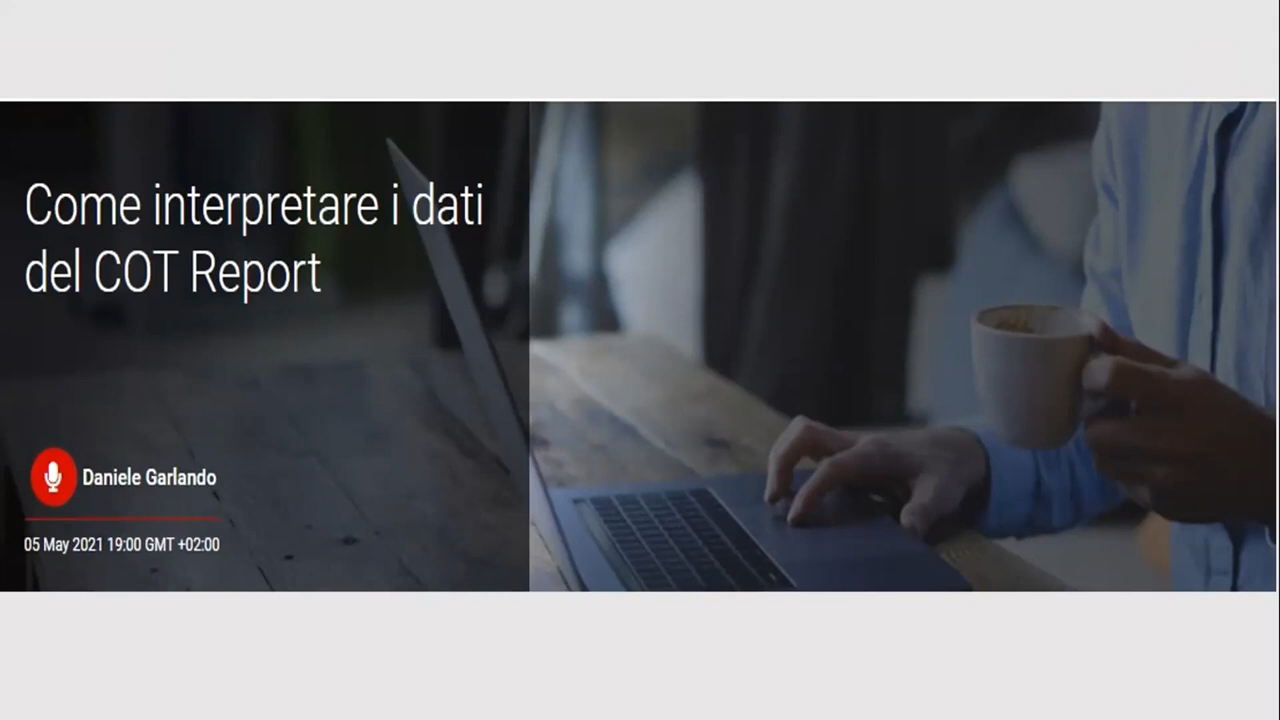 Come interpretare i dati
del COT Report
Daniele Garlando
05 May 2021 19:00 GMT +02:00